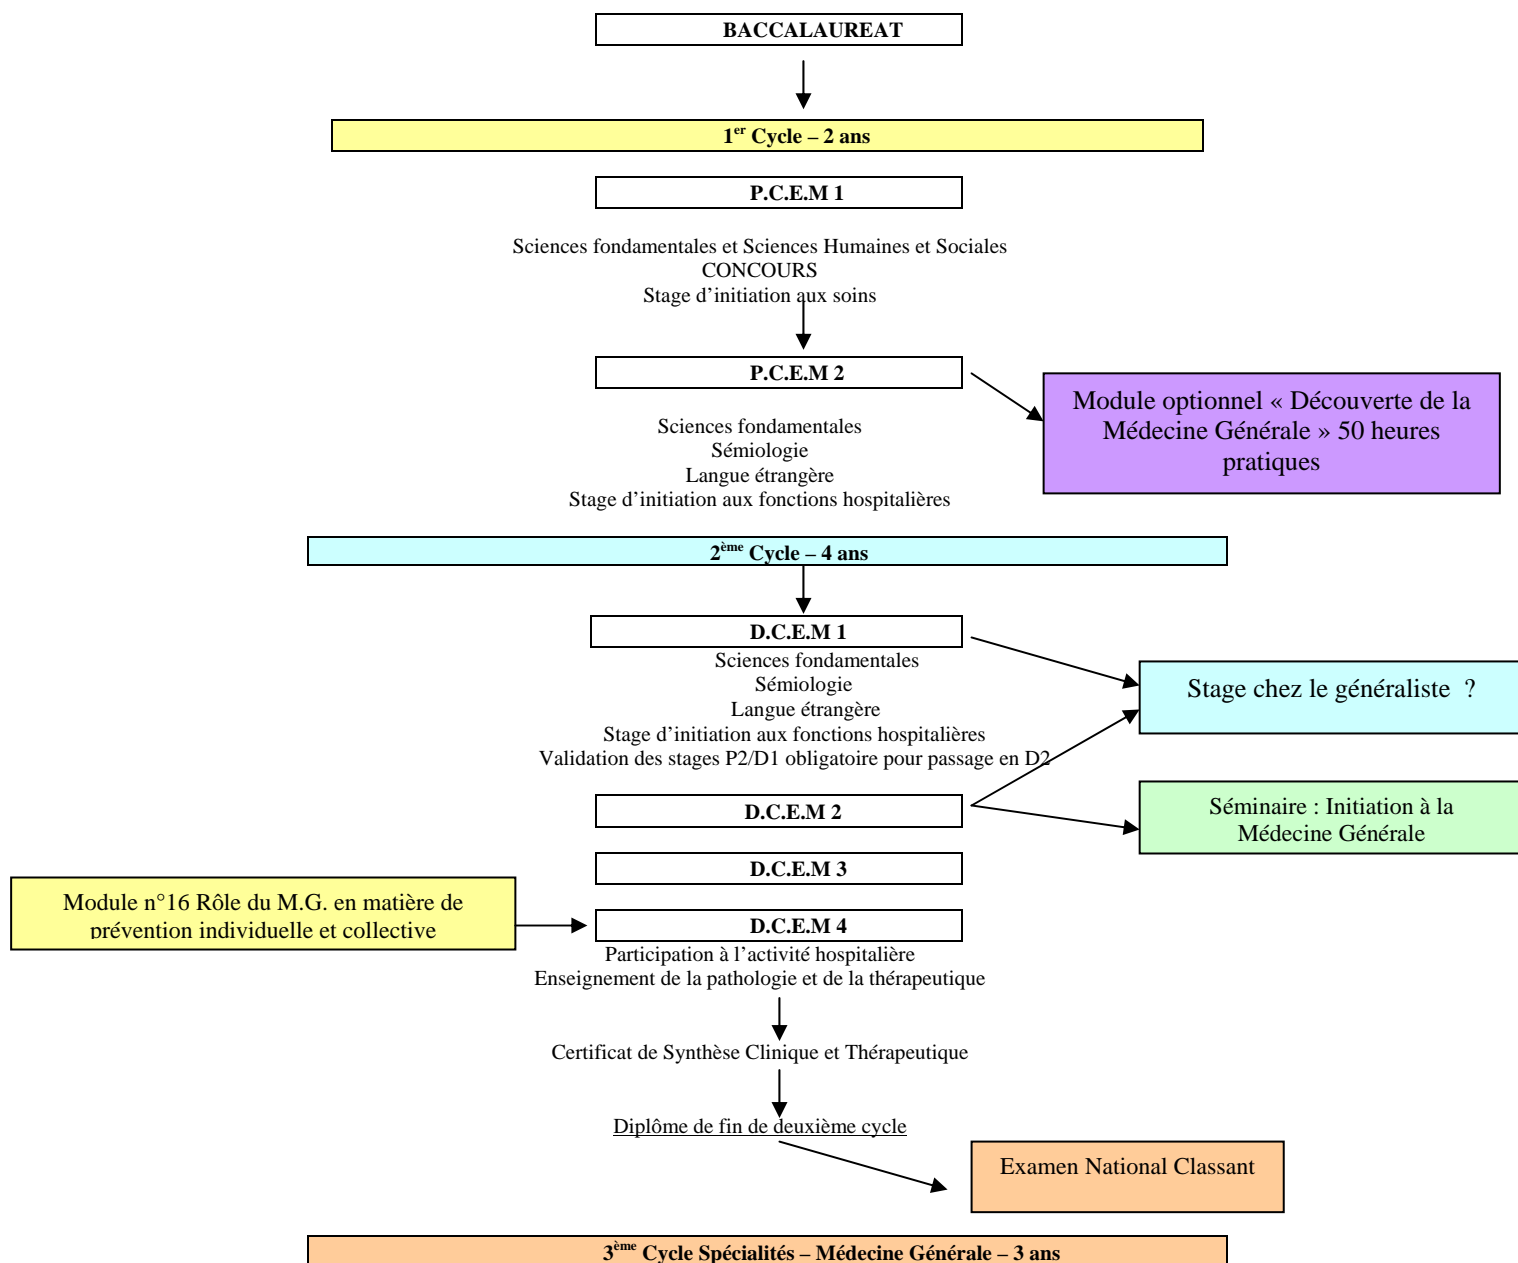 BACCALAUREAT
1er Cycle – 2 ans
P.C.E.M 1
Sciences fondamentales et Sciences Humaines et Sociales
CONCOURS
Stage d’initiation aux soins
P.C.E.M 2
Module optionnel « Découverte de la
Médecine Générale » 50 heures
pratiques
Sciences fondamentales
Sémiologie
Langue étrangère
Stage d’initiation aux fonctions hospitalières
2ème Cycle – 4 ans
D.C.E.M 1
Sciences fondamentales
Sémiologie
Langue étrangère
Stage d’initiation aux fonctions hospitalières
Validation des stages P2/D1 obligatoire pour passage en D2
Stage chez le généraliste ?
D.C.E.M 2
Séminaire : Initiation à la
Médecine Générale
D.C.E.M 3
Module n°16 Rôle du M.G. en matière de
prévention individuelle et collective
D.C.E.M 4
Participation à l’activité hospitalière
Enseignement de la pathologie et de la thérapeutique
Certificat de Synthèse Clinique et Thérapeutique
Diplôme de fin de deuxième cycle
Examen National Classant
3ème Cycle Spécialités – Médecine Générale – 3 ans